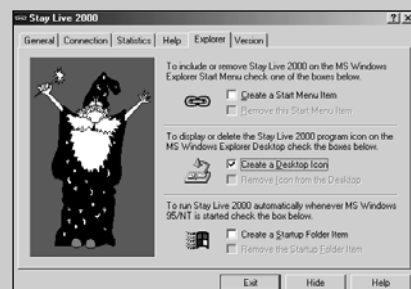 Stay Live 2000
General Connection Statistics Help Explorer Version
To include or remove Stay Live 2000 on the MS Windows
Explorer Start Menu check one of the boxes below.
Create a Start Menu Item
Remove this Start Menu Item
To display or delete the Stay Live 2000 program icon on the
MS Windows Explorer Desktop check the boxes below.
Create a Desktop Icon
Remove Icon from the Desktop
To run Stay Live 2000 automatically whenever MS Windows
95/NT is started check the box below.
Create a Startup Folder Item
Remove the Startup Folder Item
Exit Hide Help